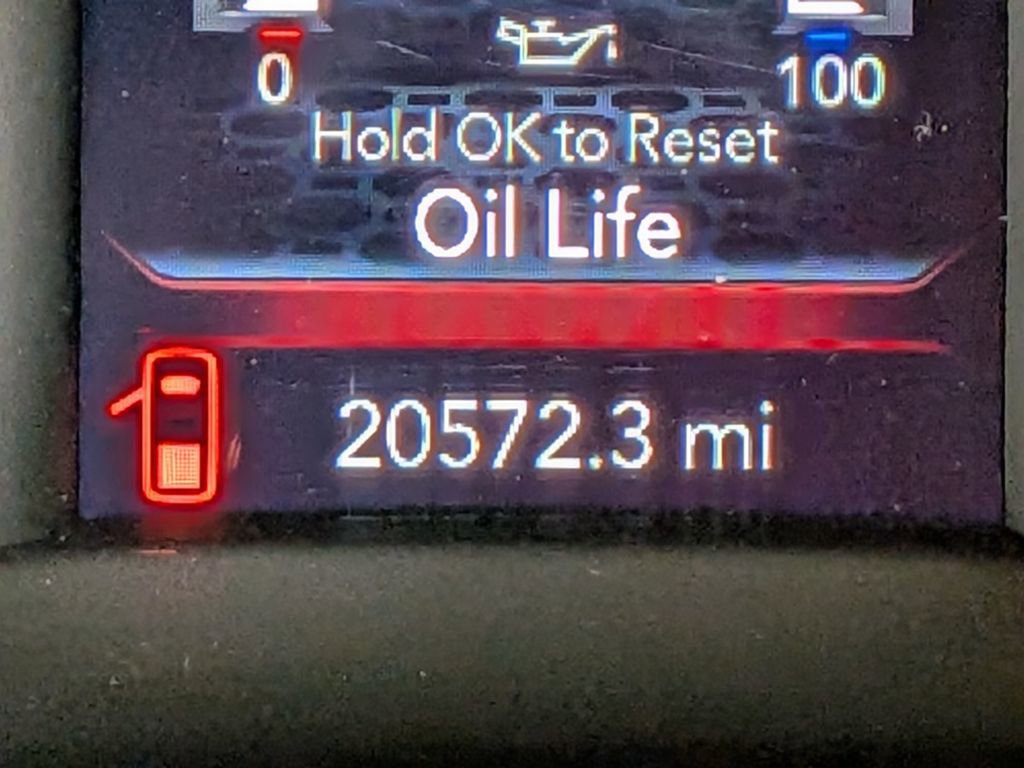 0 100
Hold OK to Reset
Oil Life
20572.3 mi